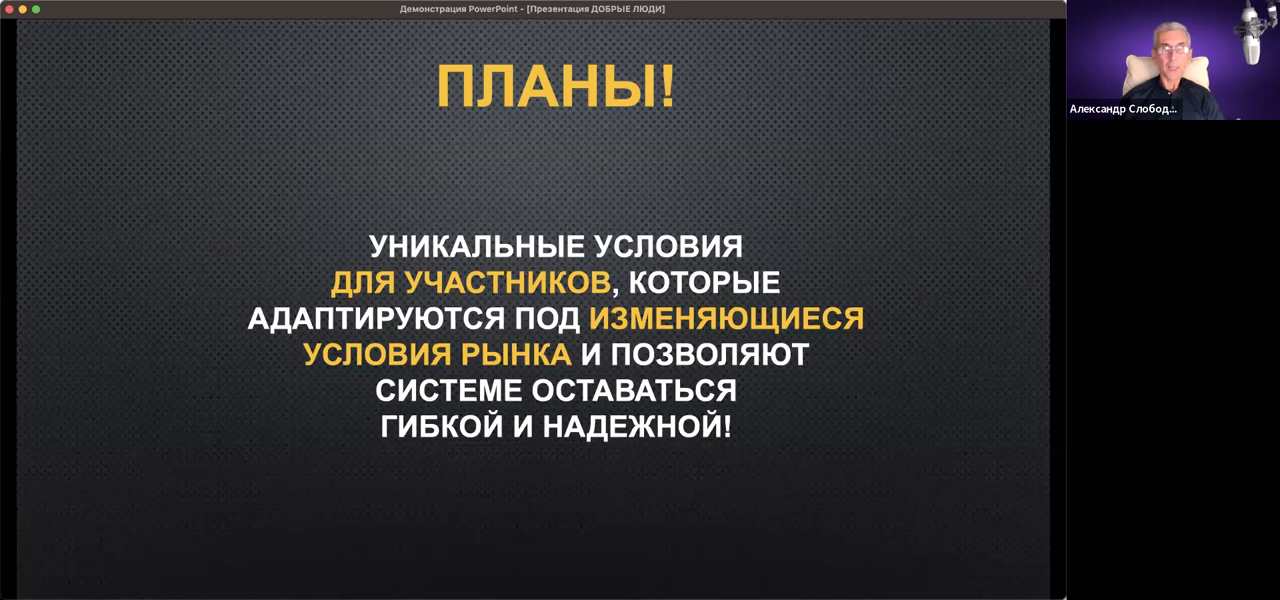 Демонстрация PowerPoint - [Презентация ДОБРЫЕ ЛЮДИ]
ПЛАНЫ!
УНИКАЛЬНЫЕ УСЛОВИЯ
ДЛЯ УЧАСТНИКОВ, КОТОРЫЕ
АДАПТИРУЮТСЯ ПОД ИЗМЕНЯЮЩИЕСЯ
УСЛОВИЯ РЫНКА И ПОЗВОЛЯЮТ
СИСТЕМЕ ОСТАВАТЬСЯ
ГИБКОЙ И НАДЕЖНОЙ!
Александр Слобод...